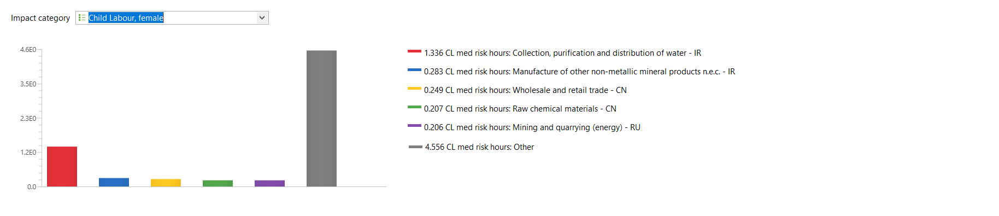 Impact category Child Labour, female
4.6E0
3.5E0
2.3E0
1.2E0
0.0
1.336 CL med risk hours: Collection, purification and distribution of water - IR
0.283 CL med risk hours: Manufacture of other non-metallic mineral products n.e.c. - IR
0.249 CL med risk hours: Wholesale and retail trade - CN
0.207 CL med risk hours: Raw chemical materials - CN
0.206 CL med risk hours: Mining and quarrying (energy) - RU
4.556 CL med risk hours: Other